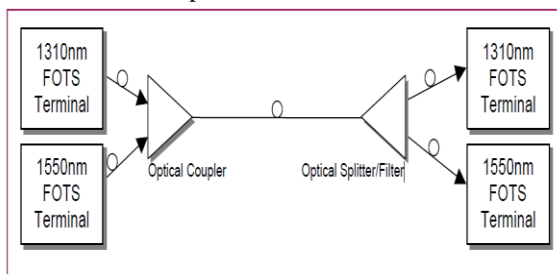 1310nm
FOTS
Terminal
1310nm
FOTS
Terminal
Optical Coupler
Optical Splitter/Filter
1550nm
FOTS
Terminal
1550nm
FOTS
Terminal